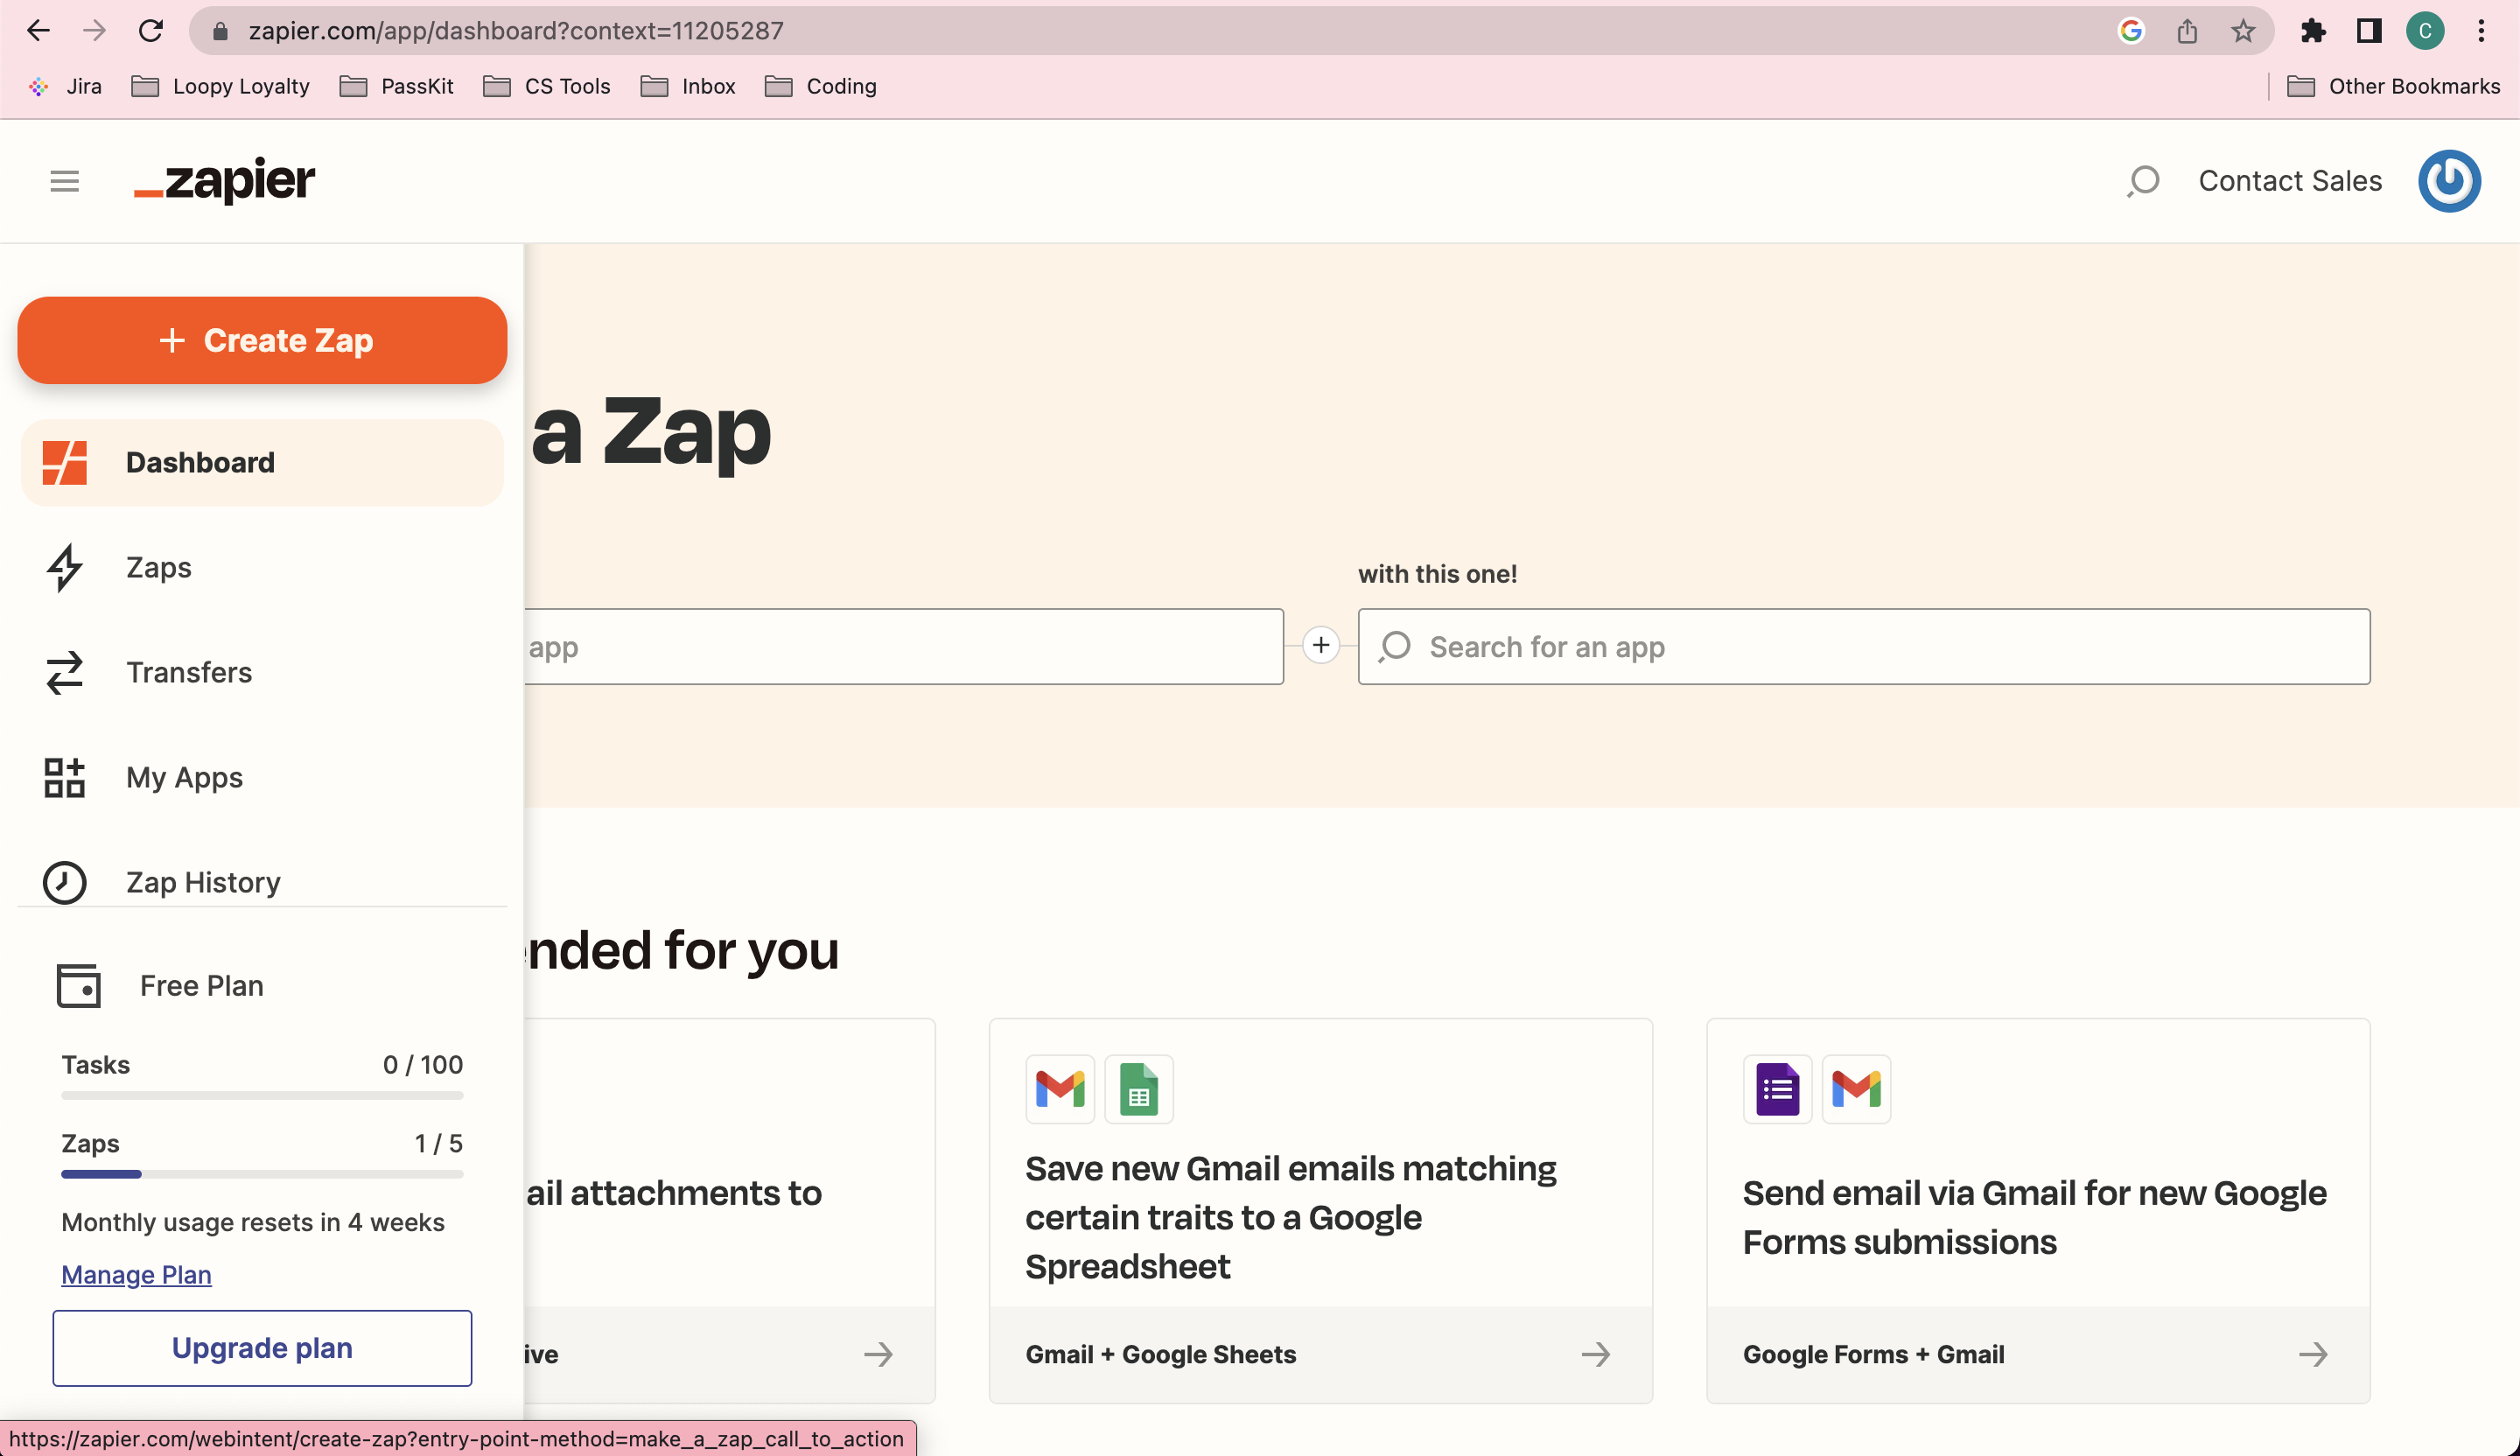 zapier.com/app/dashboard?context=11205287
C
Jira
Loopy Loyalty
PassKit
CS Tools
Inbox
Coding
Other Bookmarks
_zapier
Contact Sales
+ Create Zap
Dashboard
Zaps
Transfers
My Apps
Zap History
Free Plan
Tasks 0 / 100
Zaps 1 / 5
Monthly usage resets in 4 weeks
Manage Plan
Upgrade plan
a Zap
app
+
with this one!
Search for an app
nded for you
ail attachments to
ive
Save new Gmail emails matching
certain traits to a Google
Spreadsheet
Gmail + Google Sheets
Send email via Gmail for new Google
Forms submissions
Google Forms + Gmail
https://zapier.com/webintent/create-zap?entry-point-method=make_a_zap_call_to_action